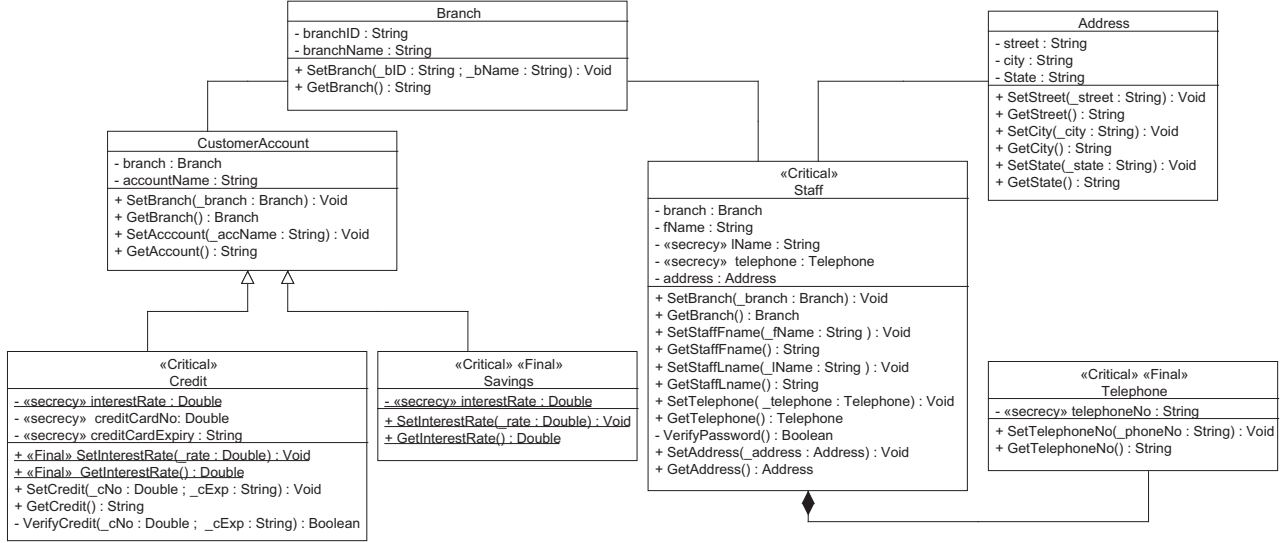 Branch
- branchID : String
- branchName : String
+ SetBranch(_bID : String ; _bName : String) : Void
+ GetBranch() : String
Address
- street : String
- city : String
- State : String
+ SetStreet(_street : String) : Void
+ GetStreet() : String
+ SetCity(_city : String) : Void
+ GetCity() : String
+ SetState(_state : String) : Void
+ GetState() : String
CustomerAccount
- branch : Branch
- accountName : String
+ SetBranch(_branch : Branch) : Void
+ GetBranch() : Branch
+ SetAcccount(_accName : String) : Void
+ GetAccount() : String
«Critical»
Staff
- branch : Branch
- fName : String
- «secrecy» lName : String
- «secrecy» telephone : Telephone
- address : Address
+ SetBranch(_branch : Branch) : Void
+ GetBranch() : Branch
+ SetStaffFname(_fName : String ) : Void
+ GetStaffFname() : String
+ SetStaffLname(_lName : String ) : Void
+ GetStaffLname() : String
+ SetTelephone( _telephone : Telephone) : Void
+ GetTelephone() : Telephone
- VerifyPassword() : Boolean
+ SetAddress(_address : Address) : Void
+ GetAddress() : Address
«Critical»
Credit
- «secrecy» interestRate : Double
- «secrecy» creditCardNo: Double
- «secrecy» creditCardExpiry : String
+ «Final» SetInterestRate(_rate : Double) : Void
+ «Final» GetInterestRate() : Double
+ SetCredit(_cNo : Double ; _cExp : String) : Void
+ GetCredit() : String
- VerifyCredit(_cNo : Double ; _cExp : String) : Boolean
«Critical» «Final»
Savings
- «secrecy» interestRate : Double
+ SetInterestRate(_rate : Double) : Void
+ GetInterestRate() : Double
«Critical» «Final»
Telephone
- «secrecy» telephoneNo : String
+ SetTelephoneNo(_phoneNo : String) : Void
+ GetTelephoneNo() : String